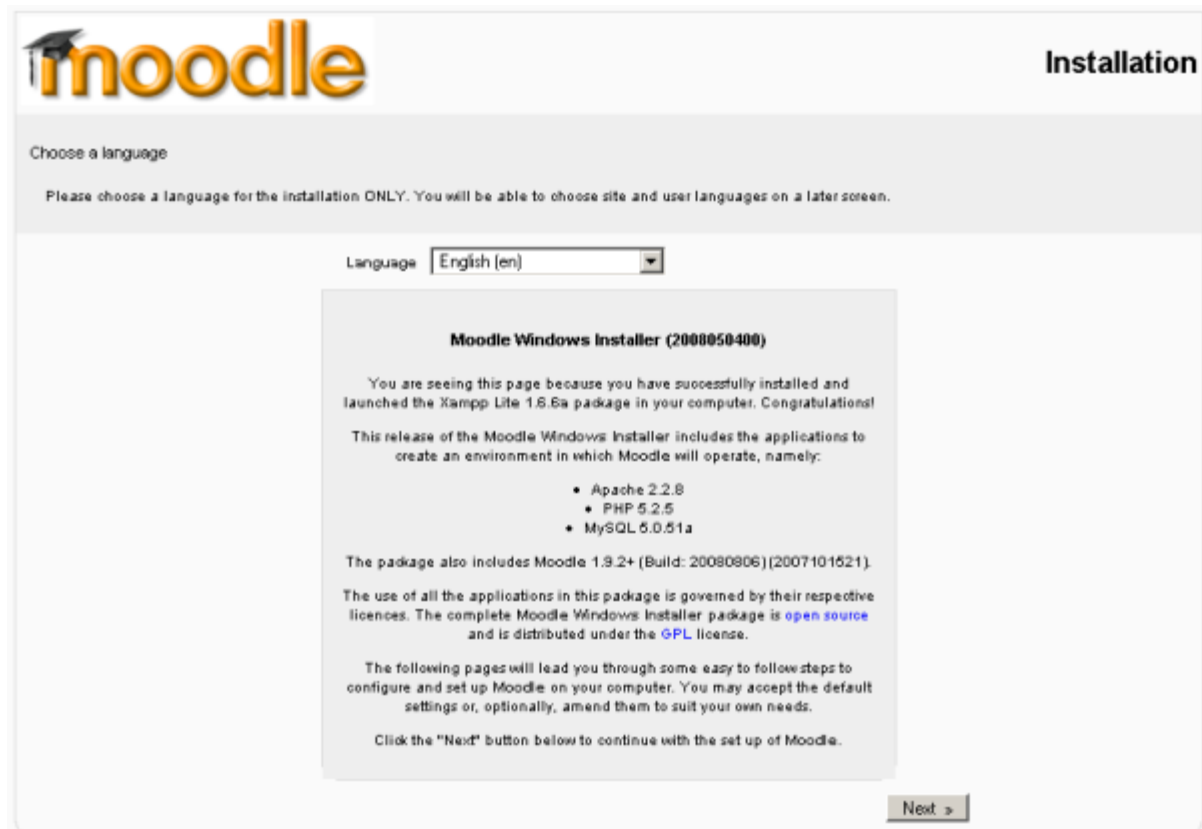 moodle
Installation
Choose a language
Please choose a language for the installation ONLY. You will be able to choose site and user languages on a later screen.
Language English (en)
Moodle Windows Installer (2008050400)
You are seeing this page because you have successfully installed and
launched the Xampp Lite 1.6.6a package in your computer. Congratulations!
This release of the Moodle Windows Installer includes the applications to
create an environment in which Moodle will operate, namely:
• Apache 2.2.8
• PHP 5.2.5
• MySQL 5.0.51a
The package also includes Moodle 1.9.2+ (Build: 20080806) (2007101521).
The use of all the applications in this package is governed by their respective
licences. The complete Moodle Windows Installer package is open source
and is distributed under the GPL license.
The following pages will lead you through some easy to follow steps to
configure and set up Moodle on your computer. You may accept the default
settings or, optionally, amend them to suit your own needs.
Click the "Next" button below to continue with the set up of Moodle.
Next »